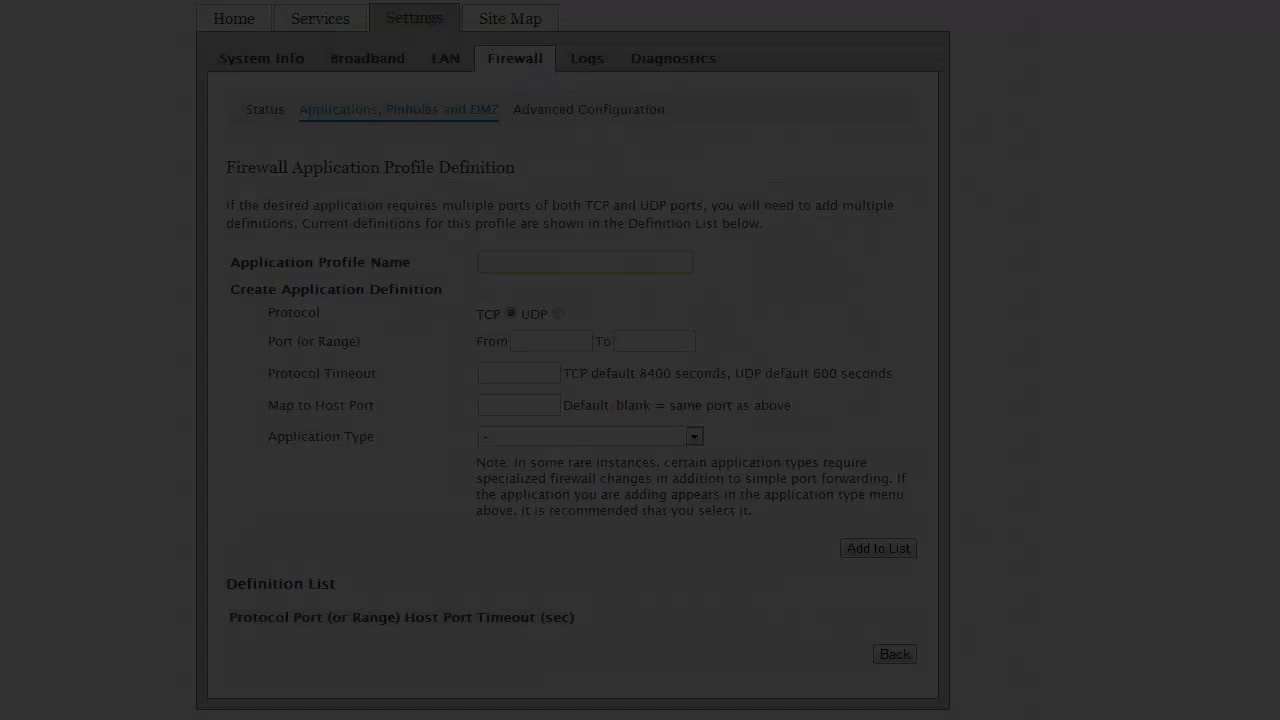 Home Services Settings Site Map
System Info Broadband LAN Firewall Logs Diagnostics
Status Applications, Pinholes and DMZ Advanced Configuration
Firewall Application Profile Definition
If the desired application requires multiple ports of both TCP and UDP ports, you will need to add multiple
definitions. Current definitions for this profile are shown in the Definition List below.
Application Profile Name
Create Application Definition
Protocol TCP UDP
Port (or Range) From To
Protocol Timeout TCP default 8400 seconds, UDP default 600 seconds
Map to Host Port Default/blank = same port as above
Application Type -
Note: In some rare instances, certain application types require
specialized firewall changes in addition to simple port forwarding. If
the application you are adding appears in the application type menu
above, it is recommended that you select it.
Add to List
Definition List
Protocol Port (or Range) Host Port Timeout (sec)
Back